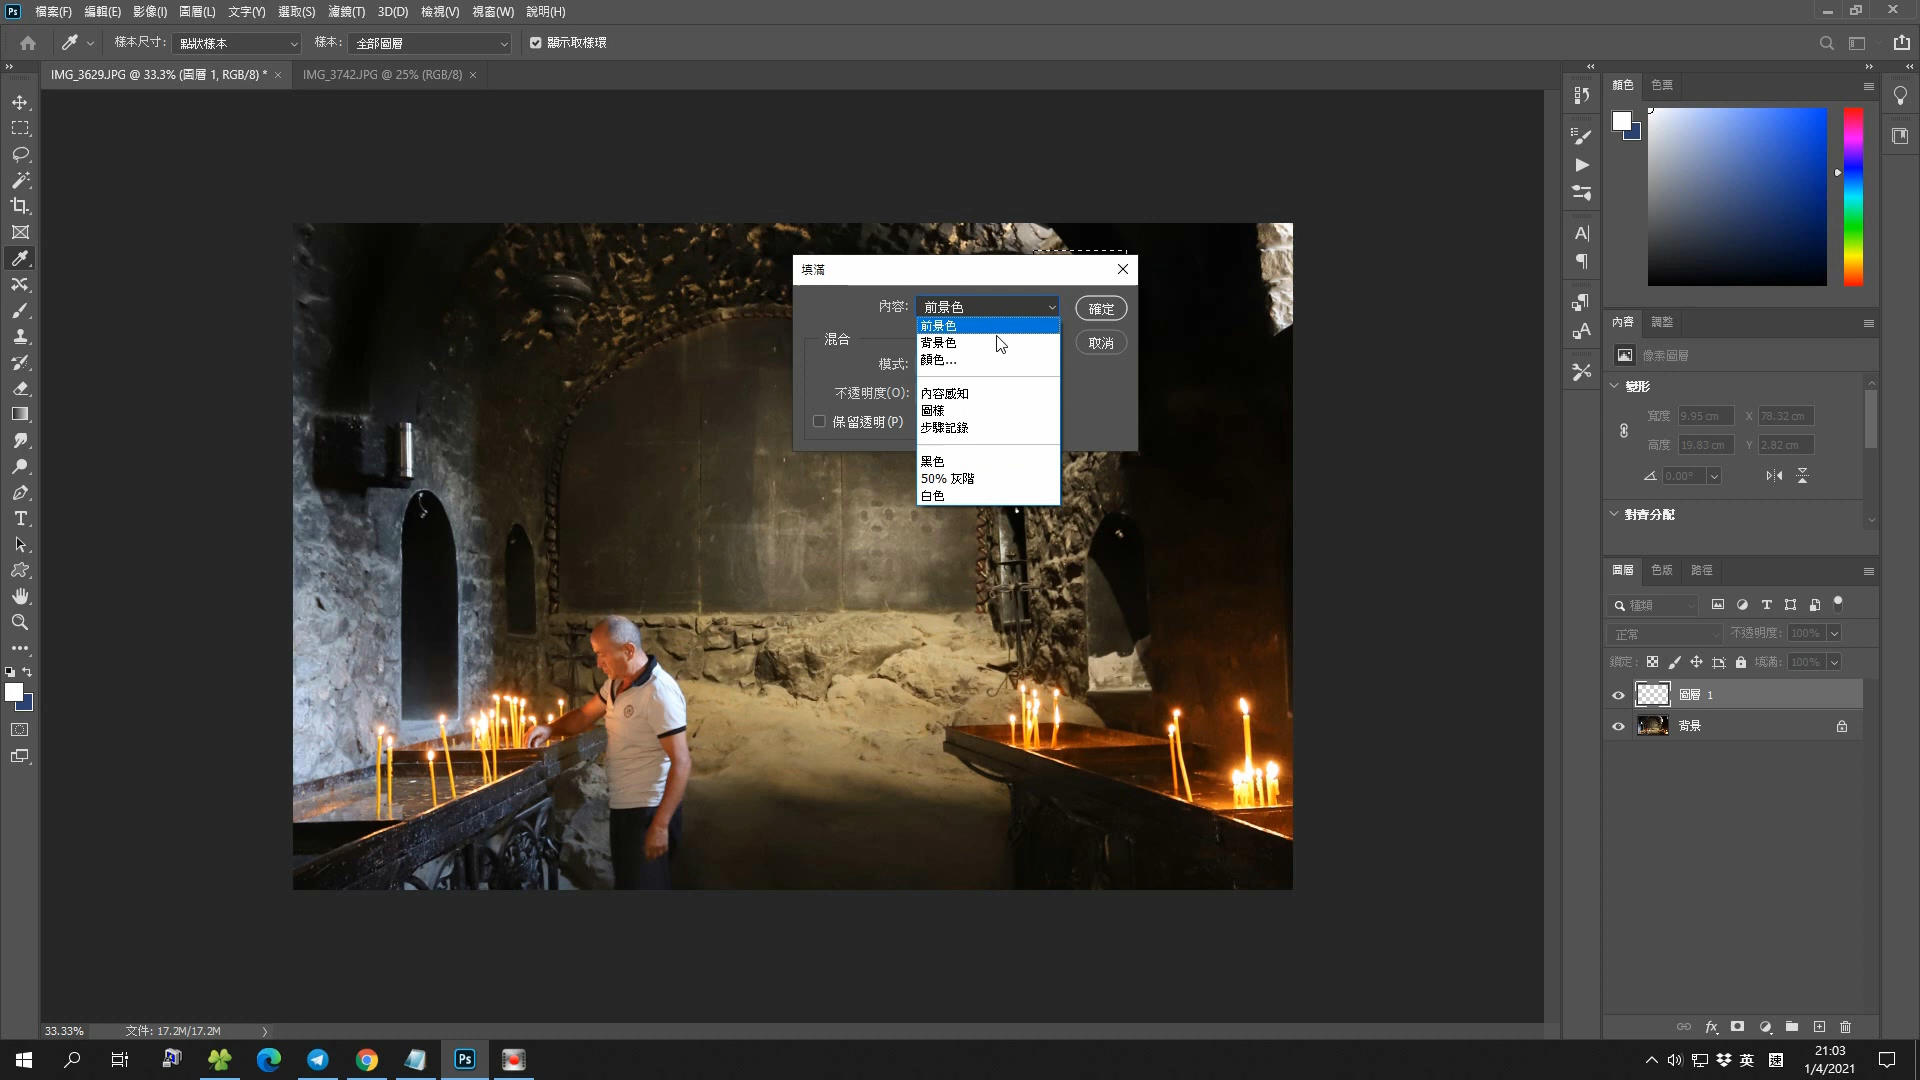 Ps 檔案(F) 編輯(E) 影像(I) 圖層(L) 文字(Y) 選取(S) 濾鏡(T) 3D(D) 檢視(V) 視窗(W) 說明(H)
樣本尺寸: 點狀樣本 樣本: 全部圖層 顯示取樣環
IMG_3629.JPG @ 33.3% (圖層 1, RGB/8) * × IMG_3742.JPG @ 25% (RGB/8) ×
填滿
內容: 前景色
確定
前景色
背景色
顏色...
內容感知
圖樣
步驟記錄
黑色
50% 灰階
白色
混合
取消
模式:
不透明度(O):
保留透明(P)
顏色 色票
內容 調整
像素圖層
變形
寬度 9.95 cm X 78.32 cm
高度 19.83 cm Y 2.82 cm
0.00°
對齊分配
圖層 色版 路徑
種類
正常 不透明度: 100%
鎖定: 填滿: 100%
圖層 1
背景
33.33% 文件: 17.2M/17.2M
Ps
英 速
21:03
1/4/2021